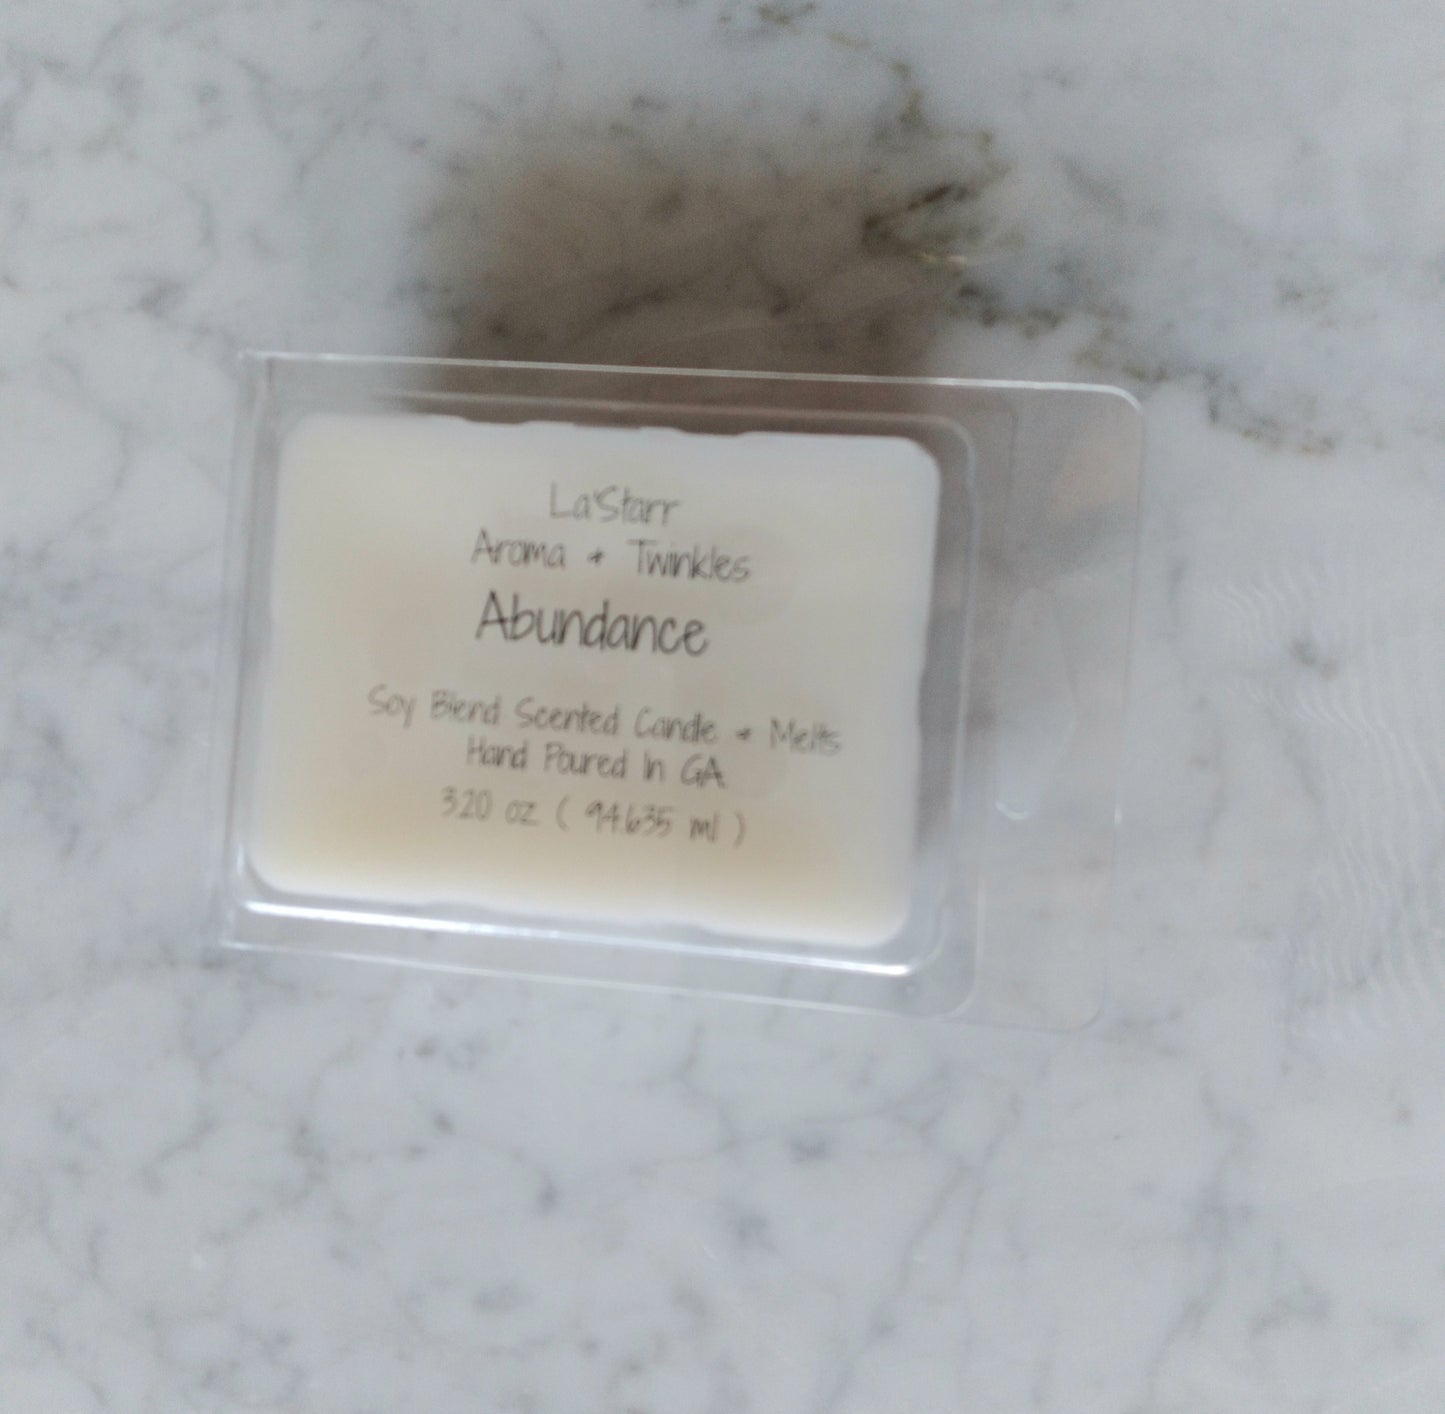 La'Starr
Aroma + Twinkles
Abundance
Soy Blend Scented Candle + Melts
Hand Poured In GA
3.20 oz ( 94.635 ml )